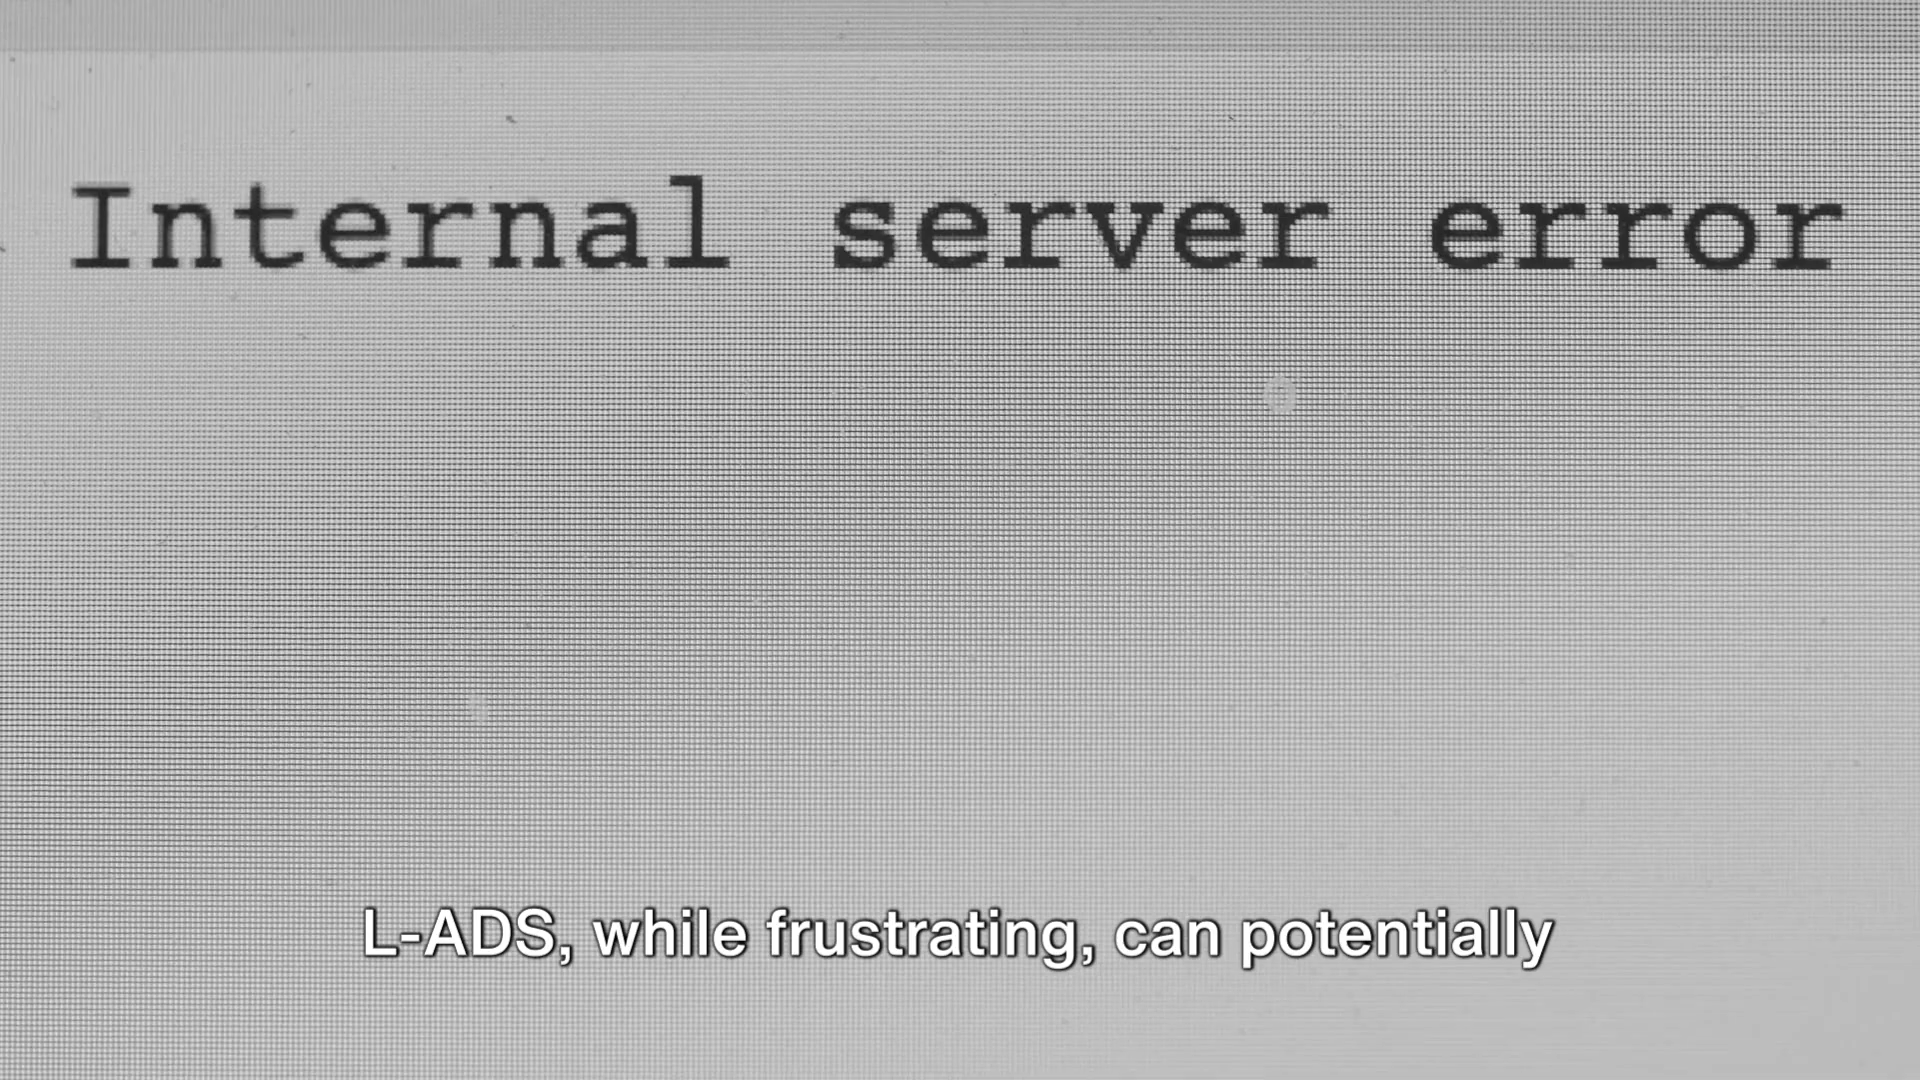 Internal server error
L-ADS, while frustrating, can potentially